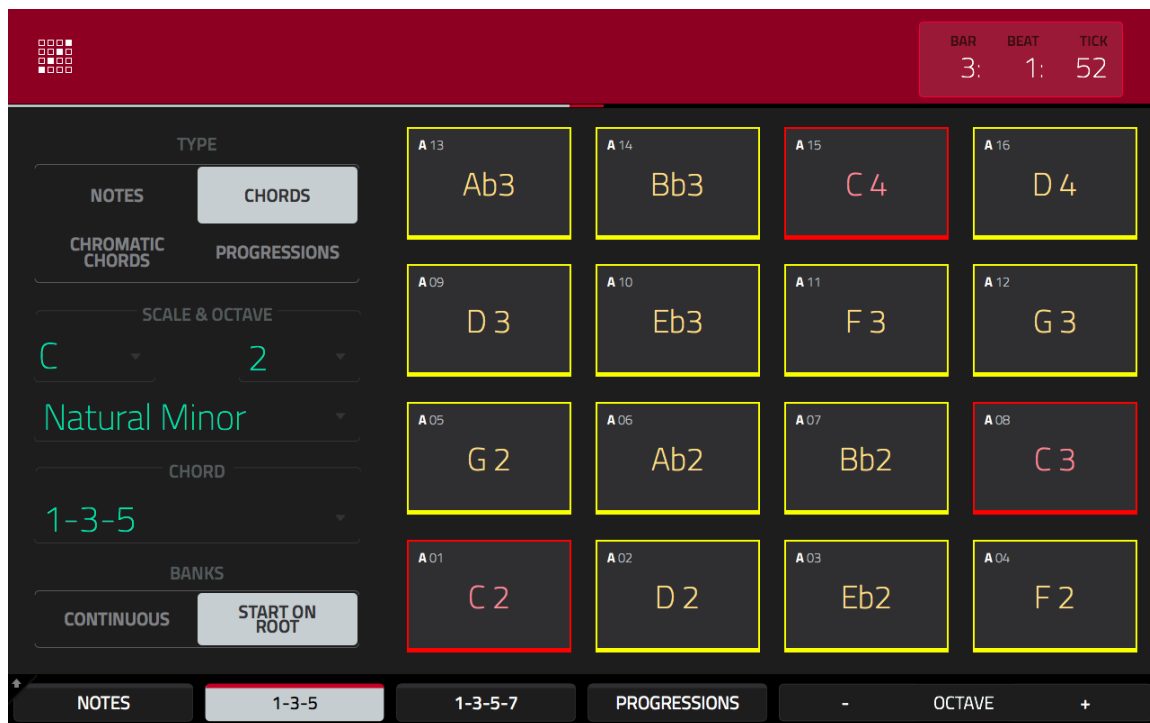 BAR BEAT TICK
3: 1: 52
TYPE
NOTES CHORDS
CHROMATIC
CHORDS
PROGRESSIONS
SCALE & OCTAVE
C 2
Natural Minor
CHORD
1-3-5
BANKS
CONTINUOUS
START ON
ROOT
A 13 A 14 A 15 A 16
Ab3 Bb3 C 4 D 4
A 09 A 10 A 11 A 12
D 3 Eb3 F 3 G 3
A 05 A 06 A 07 A 08
G 2 Ab2 Bb2 C 3
A 01 A 02 A 03 A 04
C 2 D 2 Eb2 F 2
NOTES 1-3-5 1-3-5-7 PROGRESSIONS - OCTAVE +